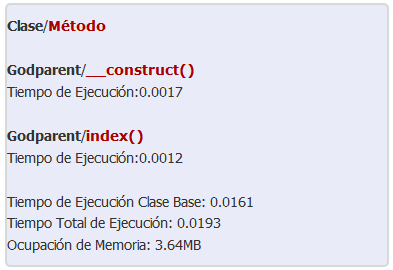 Clase/Método
Godparent/__construct()
Tiempo de Ejecución:0.0017
Godparent/index()
Tiempo de Ejecución:0.0012
Tiempo de Ejecución Clase Base: 0.0161
Tiempo Total de Ejecución: 0.0193
Ocupación de Memoria: 3.64MB